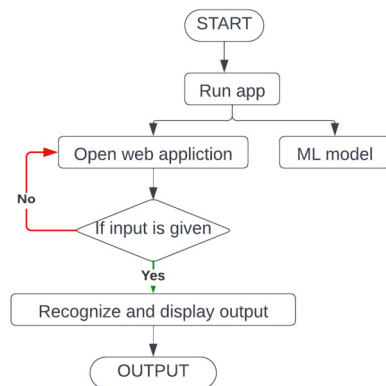 START
Run app
Open web appliction
ML model
No
If input is given
Yes
Recognize and display output
OUTPUT